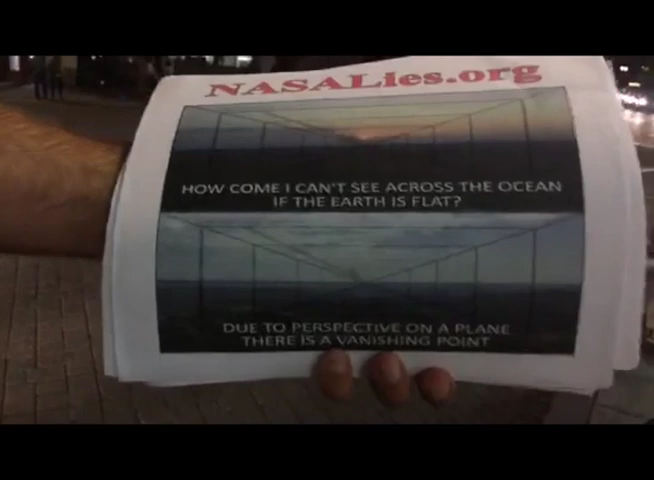 NASALies.org
HOW COME I CAN'T SEE ACROSS THE OCEAN
IF THE EARTH IS FLAT?
DUE TO PERSPECTIVE ON A PLANE
THERE IS A VANISHING POINT